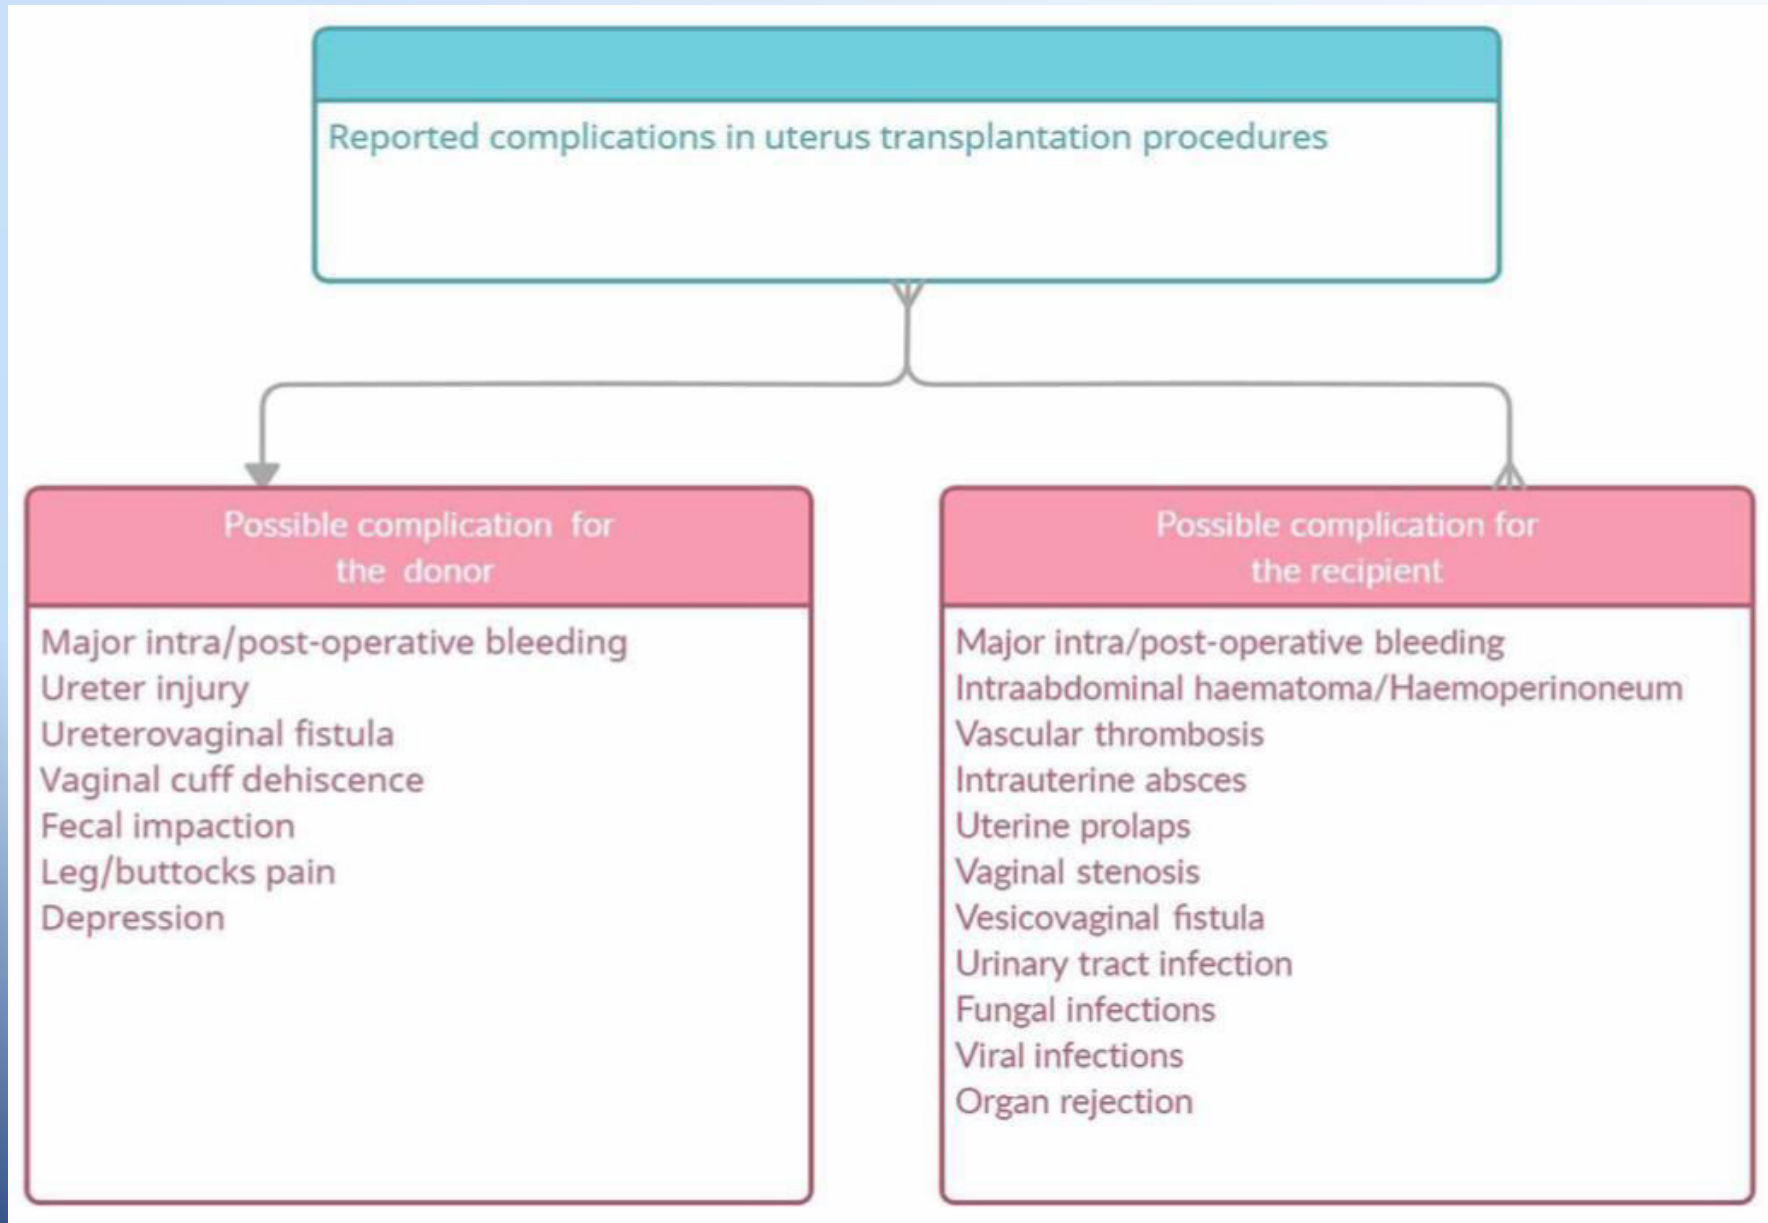 Reported complications in uterus transplantation procedures
Possible complication for
the donor
Major intra/post-operative bleeding
Ureter injury
Ureterovaginal fistula
Vaginal cuff dehiscence
Fecal impaction
Leg/buttocks pain
Depression
Possible complication for
the recipient
Major intra/post-operative bleeding
Intraabdominal haematoma/Haemoperinoneum
Vascular thrombosis
Intrauterine absces
Uterine prolaps
Vaginal stenosis
Vesicovaginal fistula
Urinary tract infection
Fungal infections
Viral infections
Organ rejection